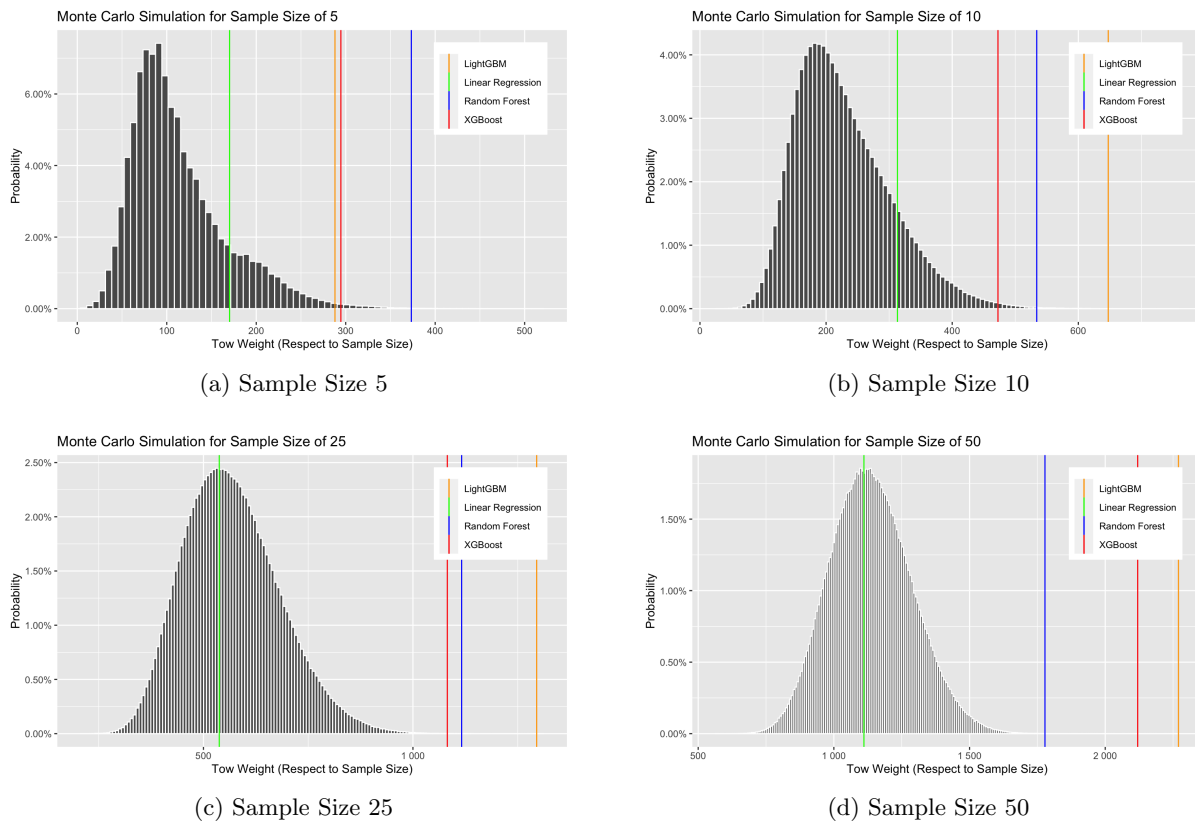 Monte Carlo Simulation for Sample Size of 5
Probability
6.00%
4.00%
2.00%
0.00%
0
100
200
300
400
500
Tow Weight (Respect to Sample Size)
LightGBM
Linear Regression
Random Forest
XGBoost
(a) Sample Size 5
Monte Carlo Simulation for Sample Size of 10
Probability
4.00%
3.00%
2.00%
1.00%
0.00%
0
200
400
600
Tow Weight (Respect to Sample Size)
LightGBM
Linear Regression
Random Forest
XGBoost
(b) Sample Size 10
Monte Carlo Simulation for Sample Size of 25
Probability
2.50%
2.00%
1.50%
1.00%
0.50%
0.00%
500
1 000
Tow Weight (Respect to Sample Size)
LightGBM
Linear Regression
Random Forest
XGBoost
(c) Sample Size 25
Monte Carlo Simulation for Sample Size of 50
Probability
1.50%
1.00%
0.50%
0.00%
500
1 000
1 500
2 000
Tow Weight (Respect to Sample Size)
LightGBM
Linear Regression
Random Forest
XGBoost
(d) Sample Size 50